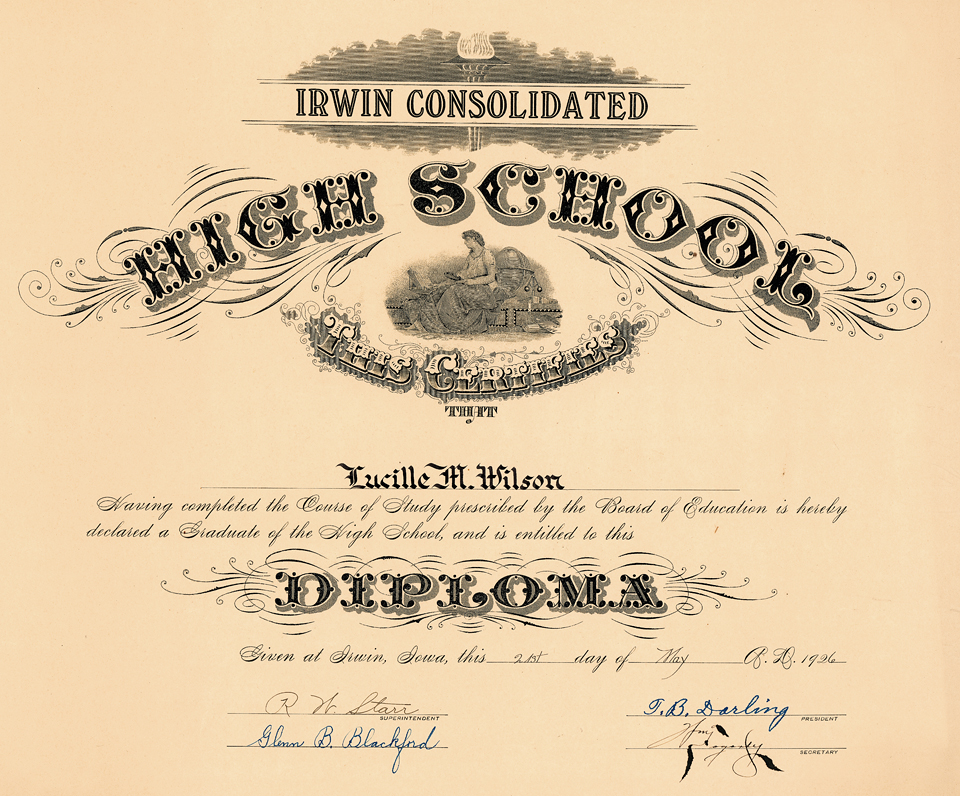 IRWIN CONSOLIDATED
HIGH SCHOOL
THIS CERTIFIES
THAT
Lucille M. Wilson
Having completed the Course of Study prescribed by the Board of Education is hereby
declared a Graduate of the High School, and is entitled to this
DIPLOMA
Given at Irwin, Iowa, this 21st day of May A.D. 1926
R W Starr
SUPERINTENDENT
T. B. Darling
PRESIDENT
Glenn B. Blackford
Wm
SECRETARY